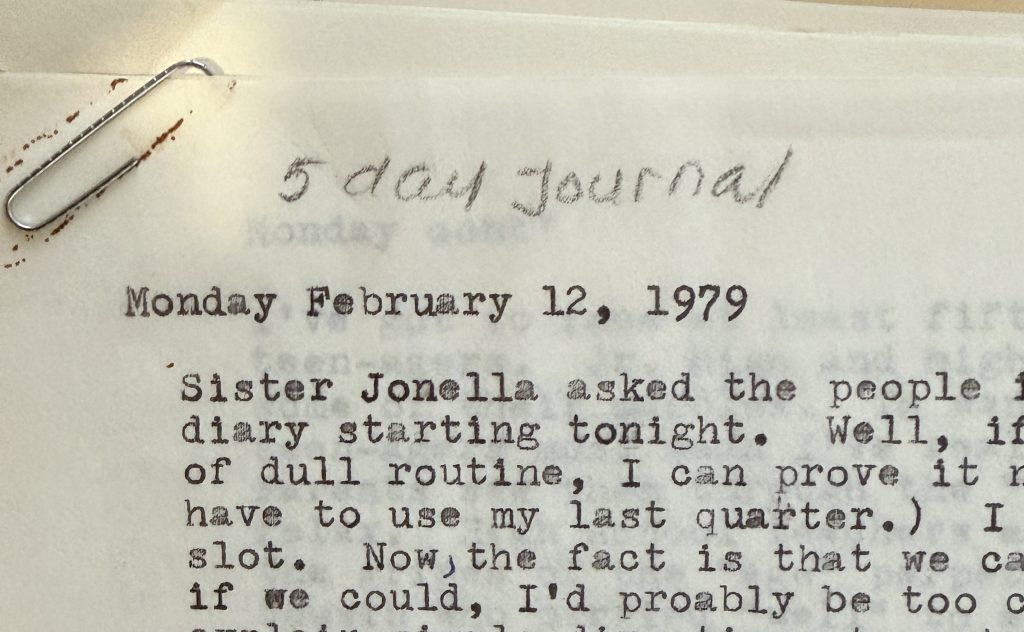 5 day journal
Monday February 12, 1979
Sister Jonella asked the people
diary starting tonight.  Well, if
of dull routine, I can prove it
have to use my last quarter.)  I
slot.  Now, the fact is that we
if we could, I'd proably be too